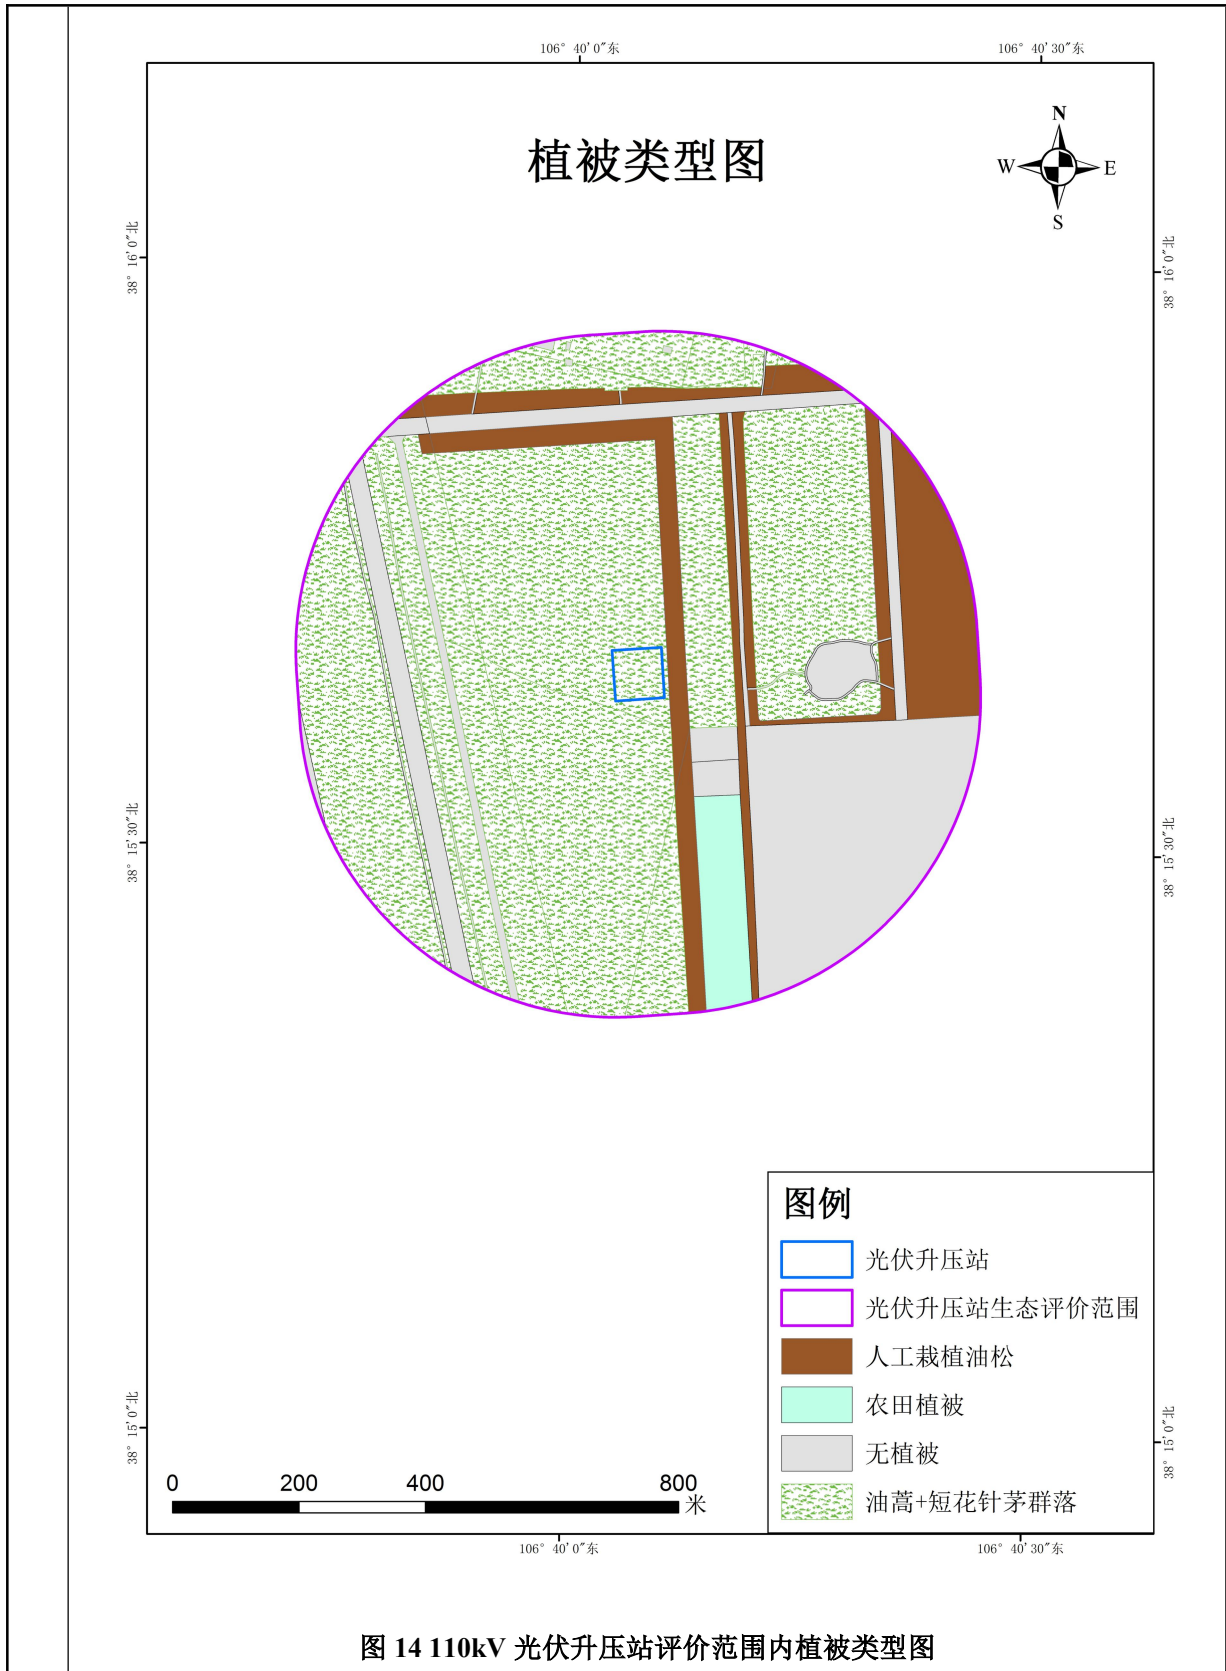 106° 40′0″东
106° 40′30″东
植被类型图
N
W
E
S
38° 16′0″北
38° 16′0″北
38° 15′30″北
38° 15′30″北
38° 15′0″北
38° 15′0″北
图例
光伏升压站
光伏升压站生态评价范围
人工栽植油松
农田植被
无植被
油蒿+短花针茅群落
0 200 400 800
米
106° 40′0″东
106° 40′30″东
图 14 110kV 光伏升压站评价范围内植被类型图